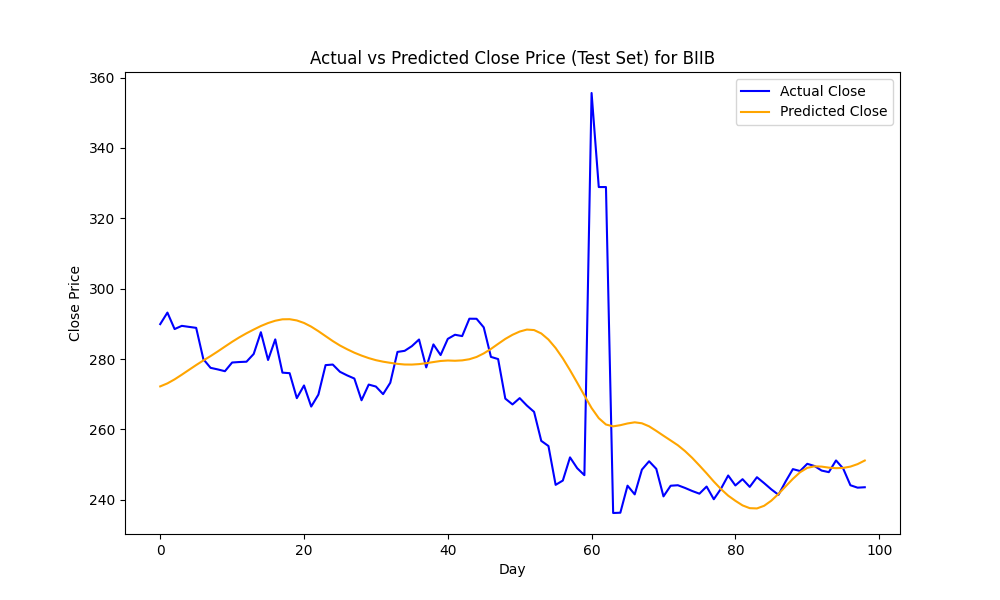 Actual vs Predicted Close Price (Test Set) for BIIB
Actual Close
Predicted Close
Close Price
360
340
320
300
280
260
240
0 20 40 60 80 100
Day